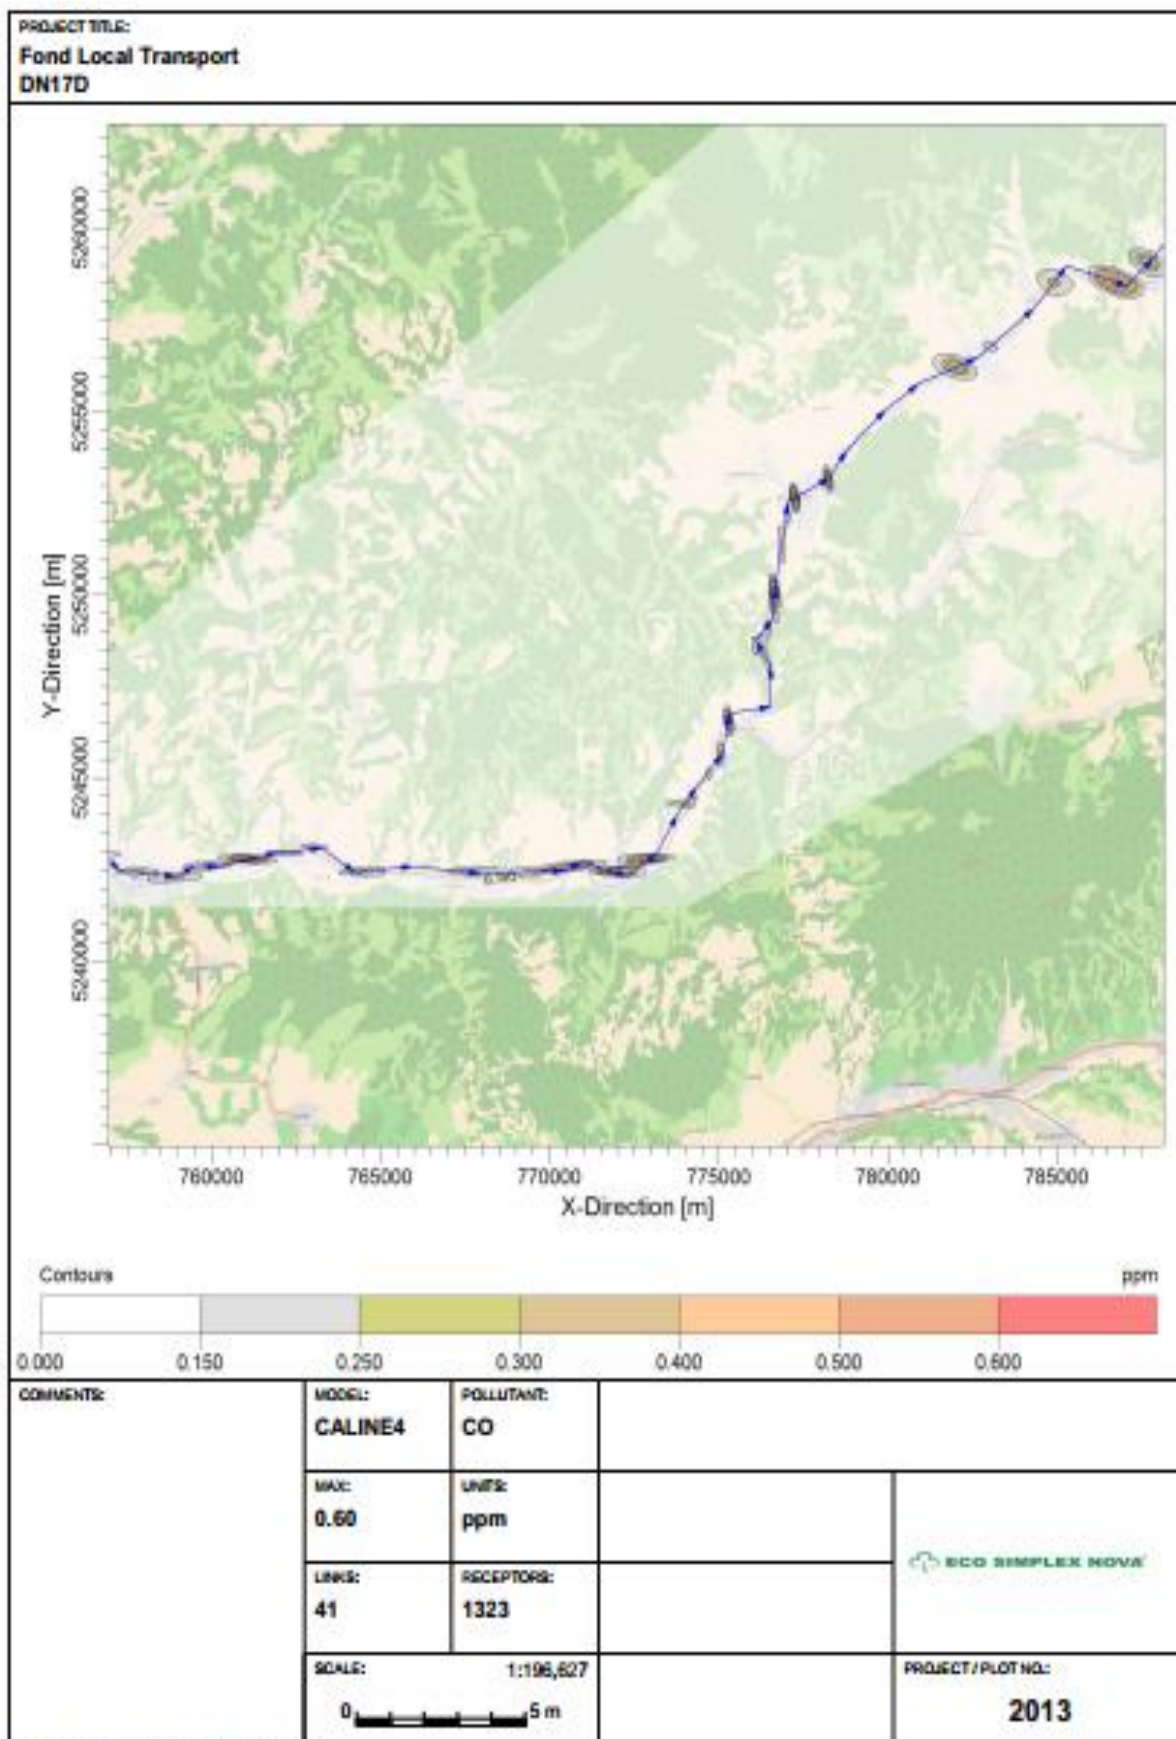 PROJECT TITLE:
Fond Local Transport
DN17D
5260000
5255000
5250000
5245000
5240000
Y-Direction [m]
760000 765000 770000 775000 780000 785000
X-Direction [m]
Contours ppm
0.000 0.150 0.250 0.300 0.400 0.500 0.600
COMMENTS:
MODEL:
CALINE4
POLLUTANT:
CO
MAX:
0.60
UNITS:
ppm
LINKS:
41
RECEPTORS:
1323
ECO SIMPLEX NOVA
SCALE: 1:196,627
0 5 m
PROJECT / PLOT NO.:
2013